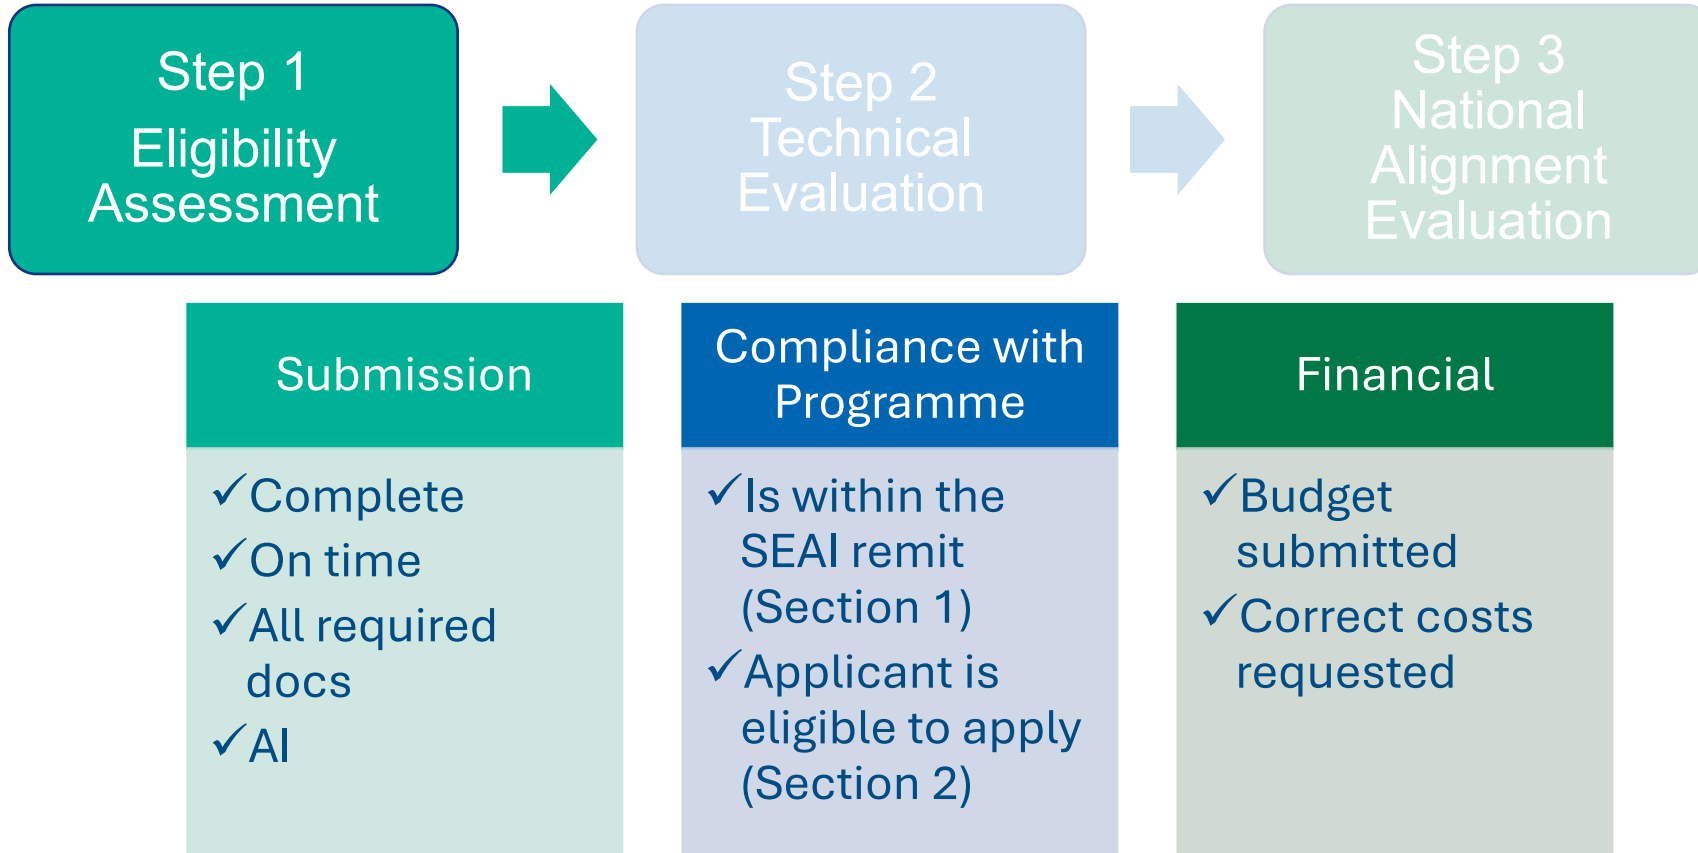 Step 1
Eligibility
Assessment
Step 2
Technical
Evaluation
Step 3
National
Alignment
Evaluation
Submission
✓Complete
✓On time
✓All required
docs
✓AI
Compliance with
Programme
✓Is within the
SEAI remit
(Section 1)
✓Applicant is
eligible to apply
(Section 2)
Financial
✓Budget
submitted
✓Correct costs
requested